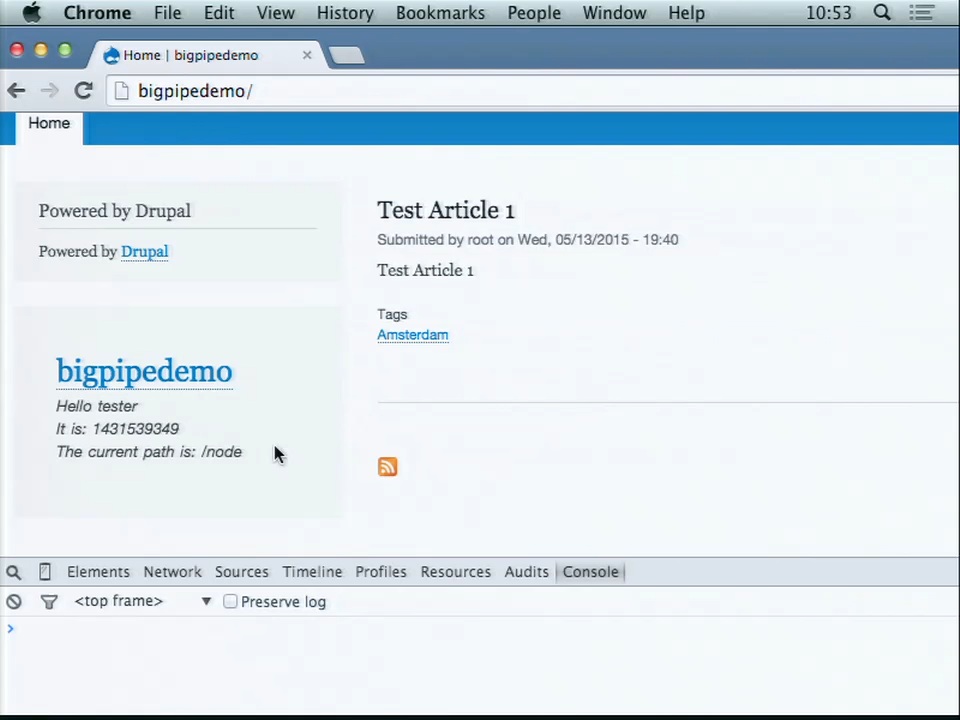 Chrome File Edit View History Bookmarks People Window Help 10:53
Home | bigpipedemo
bigpipedemo/
Home
Powered by Drupal
Powered by Drupal
bigpipedemo
Hello tester
It is: 1431539349
The current path is: /node
Test Article 1
Submitted by root on Wed, 05/13/2015 - 19:40
Test Article 1
Tags
Amsterdam
Elements Network Sources Timeline Profiles Resources Audits Console
<top frame> Preserve log